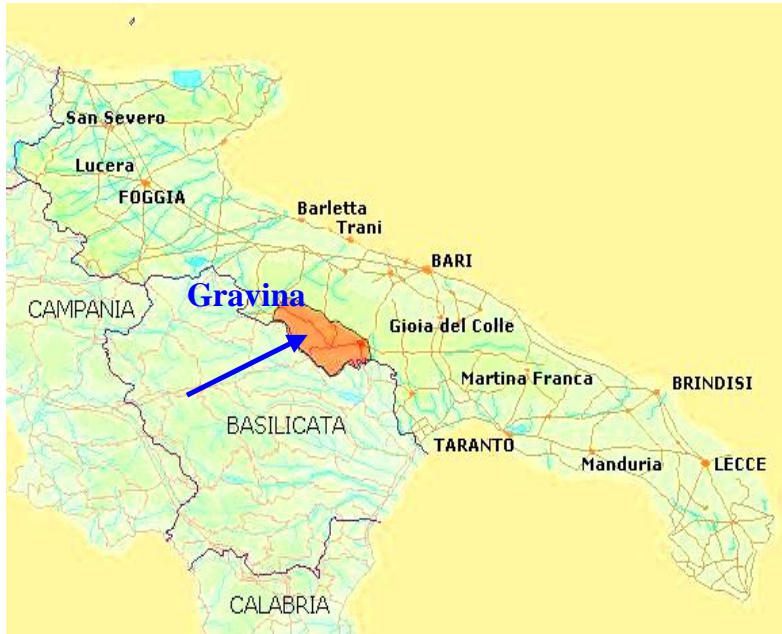 San Severo
Lucera
FOGGIA
Barletta
Trani
BARI
Gravina
CAMPANIA
Gioia del Colle
Martina Franca
BRINDISI
BASILICATA
TARANTO
Manduria
LECCE
CALABRIA